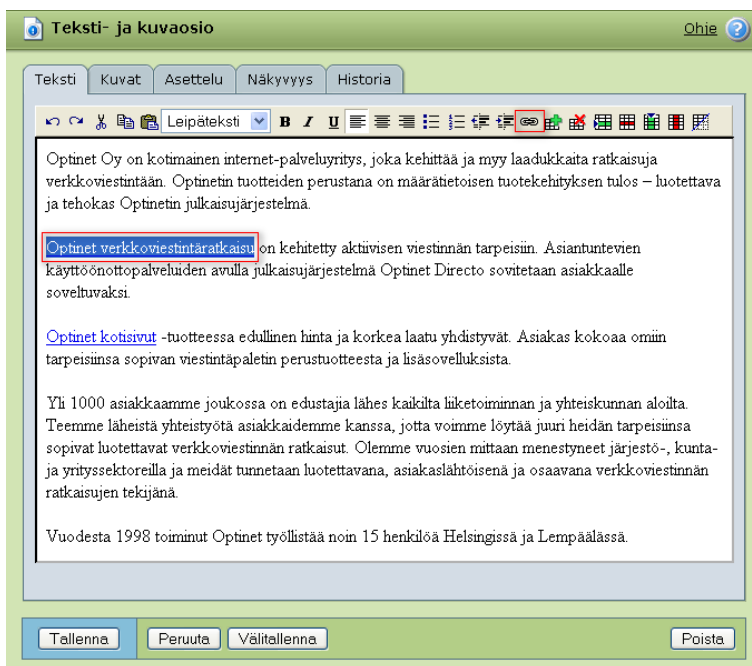 Teksti- ja kuvaosio
Ohje ?
Teksti Kuvat Asettelu Näkyvyys Historia
Leipäteksti B I U
Optinet Oy on kotimainen internet-palveluyritys, joka kehittää ja myy laadukkaita ratkaisuja
verkkoviestintään. Optinetin tuotteiden perustana on määrätietoisen tuotekehityksen tulos – luotettava
ja tehokas Optinetin julkaisujärjestelmä.
Optinet verkkoviestintäratkaisu on kehitetty aktiivisen viestinnän tarpeisiin. Asiantuntevien
käyttöönottopalveluiden avulla julkaisujärjestelmä Optinet Directo sovitetaan asiakkaalle
soveltuvaksi.
Optinet kotisivut -tuotteessa edullinen hinta ja korkea laatu yhdistyvät. Asiakas kokoaa omiin
tarpeisiinsa sopivan viestintäpaletin perustuotteesta ja lisäsovelluksista.
Yli 1000 asiakkaamme joukossa on edustajia lähes kaikilta liiketoiminnan ja yhteiskunnan aloilta.
Teemme läheistä yhteistyötä asiakkaidemme kanssa, jotta voimme löytää juuri heidän tarpeisiinsa
sopivat luotettavat verkkoviestinnän ratkaisut. Olemme vuosien mittaan menestyneet järjestö-, kunta-
ja yrityssektoreilla ja meidät tunnetaan luotettavana, asiakaslähtöisenä ja osaavana verkkoviestinnän
ratkaisujen tekijänä.
Vuodesta 1998 toiminut Optinet työllistää noin 15 henkilöä Helsingissä ja Lempäälässä.
Tallenna Peruuta Välitallenna Poista